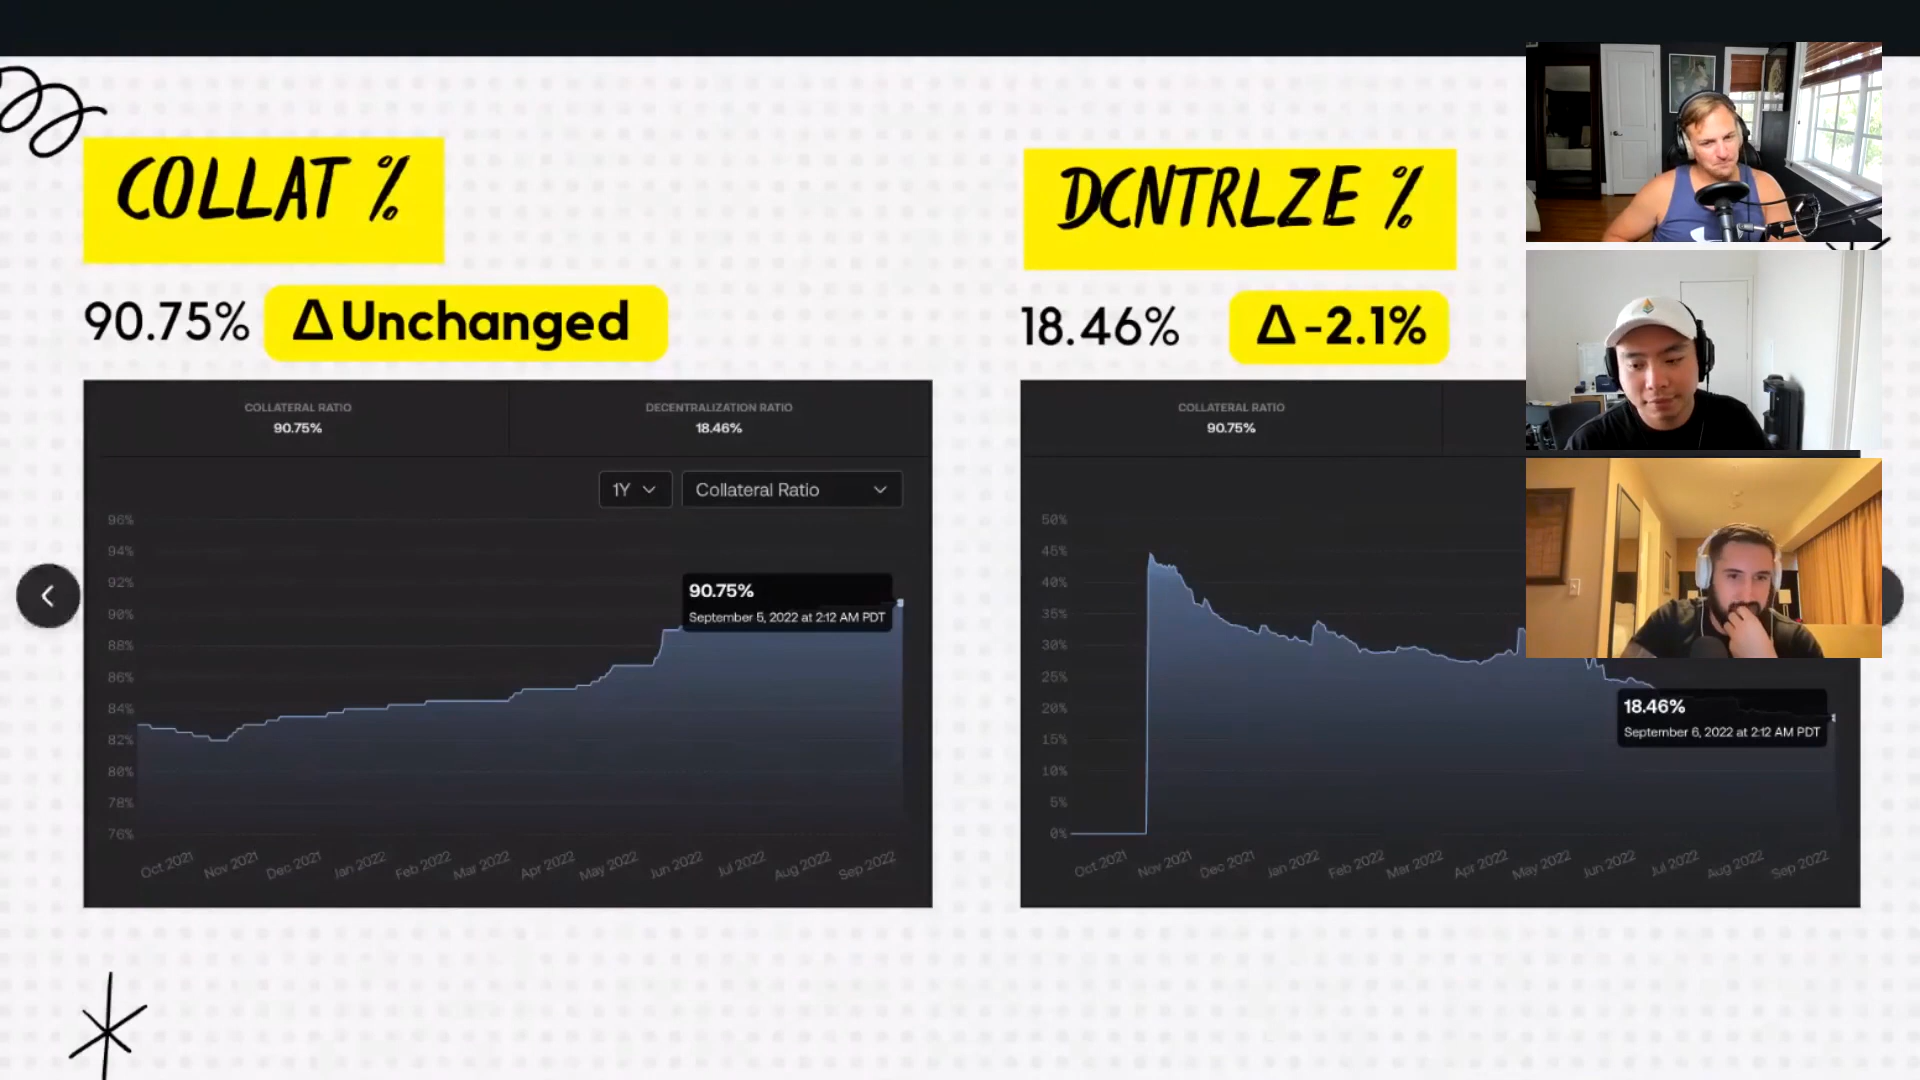 COLLAT %
90.75% Δ Unchanged
COLLATERAL RATIO
90.75%
DECENTRALIZATION RATIO
18.46%
1Y
Collateral Ratio
96%
94%
92%
90%
88%
86%
84%
82%
80%
78%
76%
90.75%
September 5, 2022 at 2:12 AM PDT
Oct 2021 Nov 2021 Dec 2021 Jan 2022 Feb 2022 Mar 2022 Apr 2022 May 2022 Jun 2022 Jul 2022 Aug 2022 Sep 2022
DCNTRLZE %
18.46% Δ -2.1%
COLLATERAL RATIO
90.75%
50%
45%
40%
35%
30%
25%
20%
15%
10%
5%
0%
18.46%
September 6, 2022 at 2:12 AM PDT
Oct 2021 Nov 2021 Dec 2021 Jan 2022 Feb 2022 Mar 2022 Apr 2022 May 2022 Jun 2022 Jul 2022 Aug 2022 Sep 2022